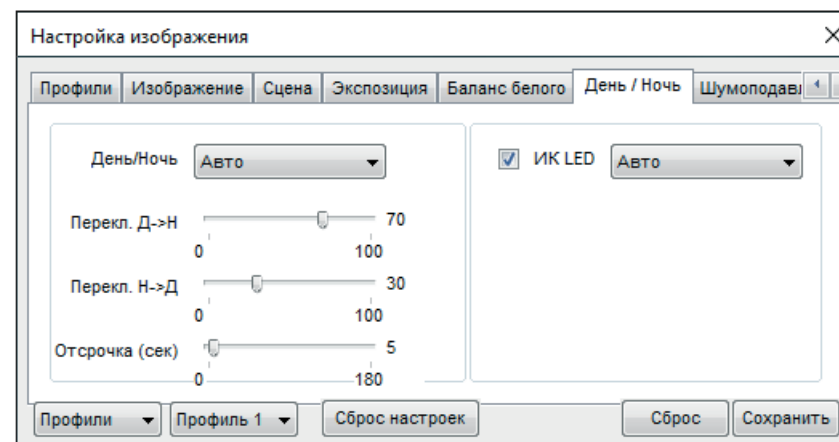 Настройка изображения
Профили Изображение Сцена Экспозиция Баланс белого День / Ночь Шумоподав
День/Ночь Авто ИК LED Авто
Перекл. Д->Н 70
0 100
Перекл. Н->Д 30
0 100
Отсрочка (сек) 5
0 180
Профили Профиль 1 Сброс настроек Сброс Сохранить